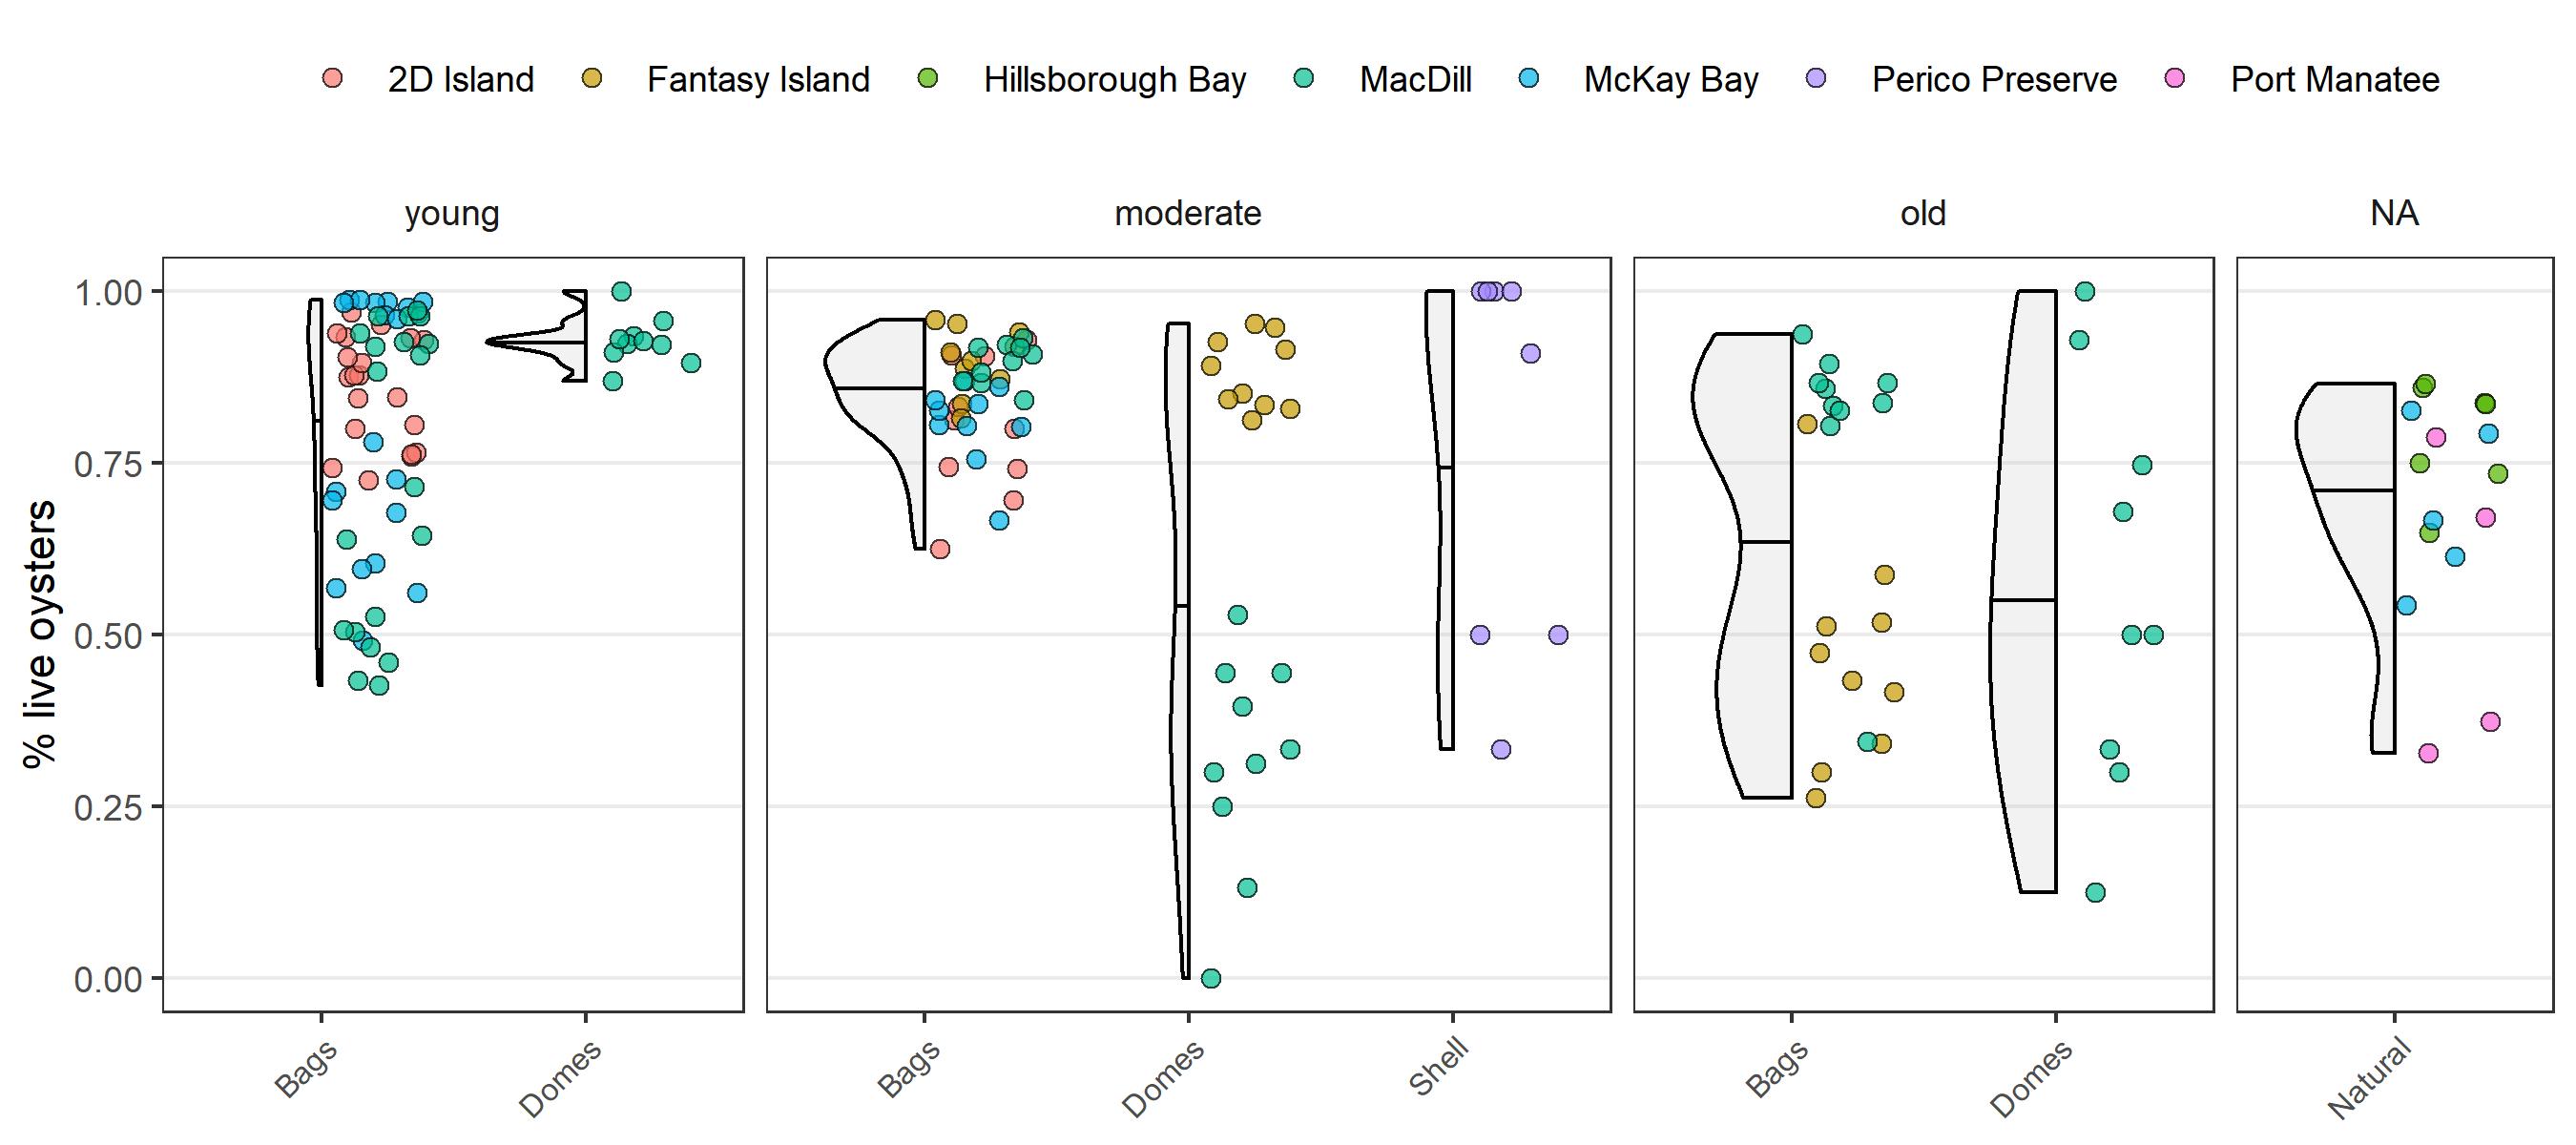 2D Island Fantasy Island Hillsborough Bay MacDill McKay Bay Perico Preserve Port Manatee
young moderate old NA
% live oysters
1.00
0.75
0.50
0.25
0.00
Bags Domes Bags Domes Shell Bags Domes Natural